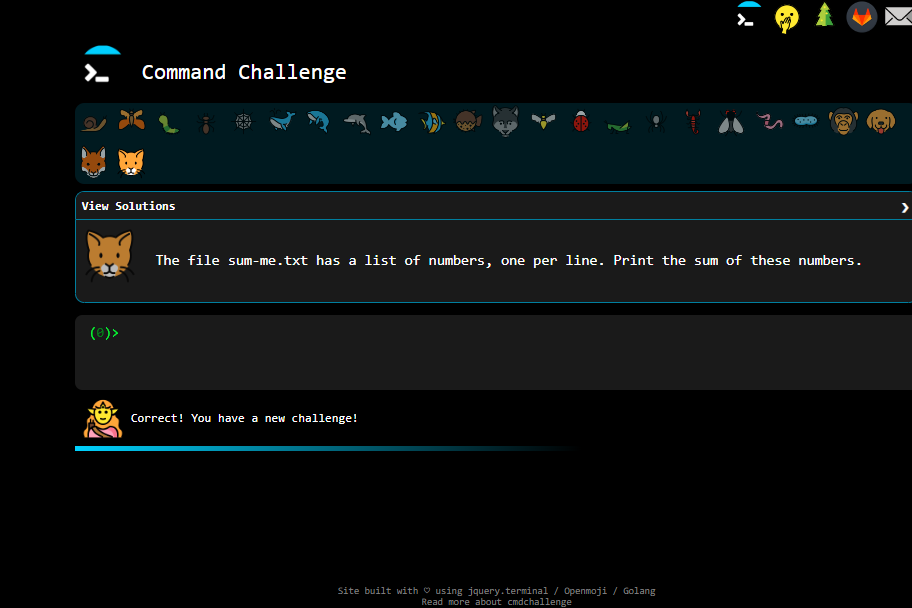 Command Challenge
View Solutions
The file sum-me.txt has a list of numbers, one per line. Print the sum of these numbers.
(0)>
Correct! You have a new challenge!
Site built with ♡ using jquery.terminal / Openmoji / Golang
Read more about cmdchallenge